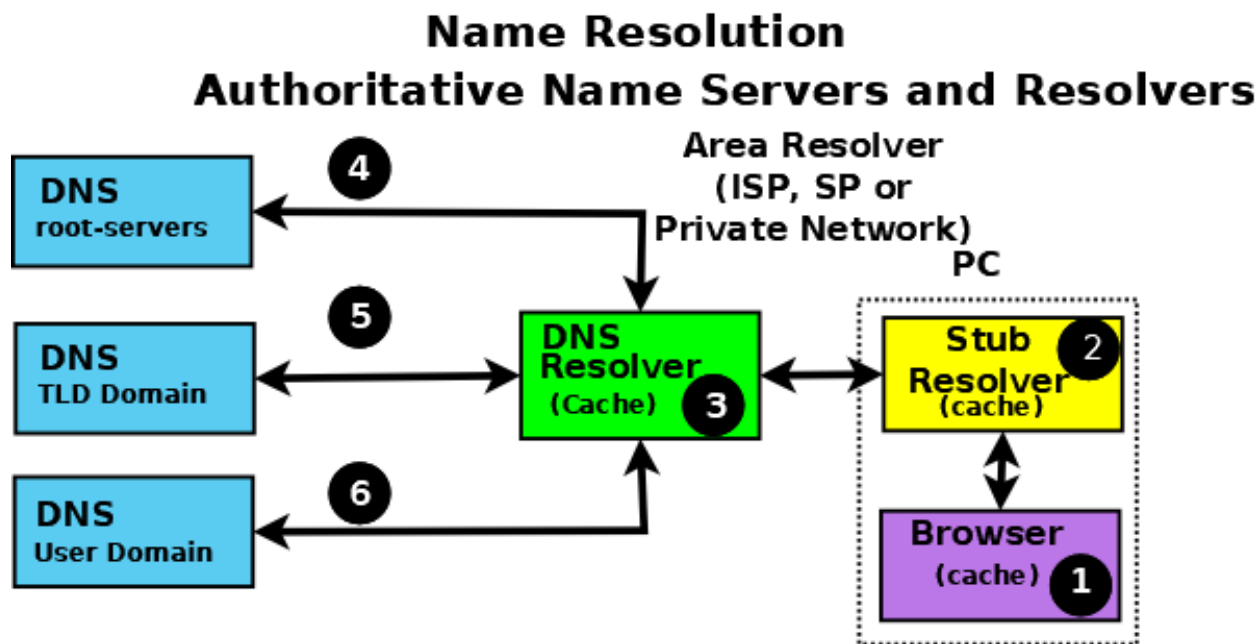 Name Resolution
Authoritative Name Servers and Resolvers
4
Area Resolver
(ISP, SP or
Private Network)
DNS
root-servers
PC
5
DNS
TLD Domain
DNS
Resolver
(Cache)
3
Stub
Resolver
(cache)
2
6
DNS
User Domain
Browser
(cache)
1